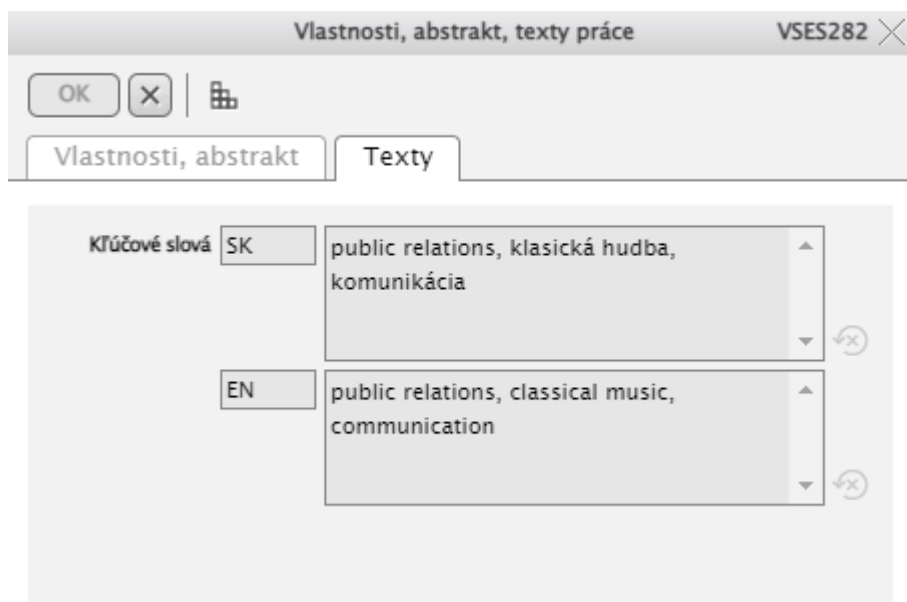 Vlastnosti, abstrakt, texty práce VSES282
OK
Vlastnosti, abstrakt Texty
Kľúčové slová SK public relations, klasická hudba,
komunikácia
EN public relations, classical music,
communication